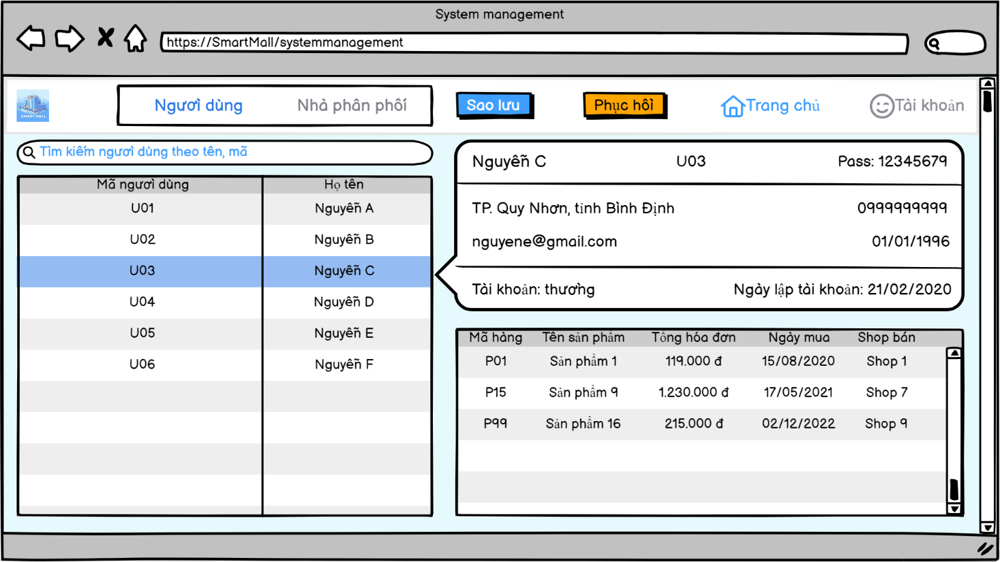 System management
https://SmartMall/systemmanagement
SMART MALL
Người dùng Nhà phân phối Sao lưu Phục hồi Trang chủ Tài khoản
Tìm kiếm người dùng theo tên, mã
Mã người dùng Họ tên
U01 Nguyễn A
U02 Nguyễn B
U03 Nguyễn C
U04 Nguyễn D
U05 Nguyễn E
U06 Nguyễn F
Nguyễn C U03 Pass: 12345679
TP. Quy Nhơn, tỉnh Bình Định 0999999999
nguyene@gmail.com 01/01/1996
Tài khoản: thường Ngày lập tài khoản: 21/02/2020
Mã hàng Tên sản phẩm Tổng hóa đơn Ngày mua Shop bán
P01 Sản phẩm 1 119.000 đ 15/08/2020 Shop 1
P15 Sản phẩm 9 1.230.000 đ 17/05/2021 Shop 7
P99 Sản phẩm 16 215.000 đ 02/12/2022 Shop 9